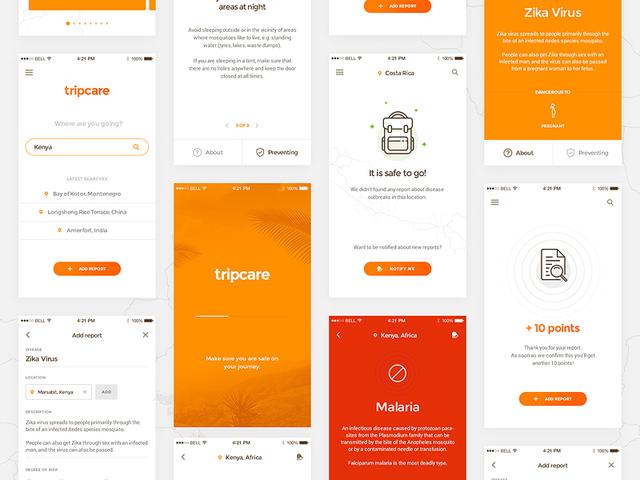 areas at night
Avoid sleeping outside or in the vicinity of areas
where mosquitoes like to live, e.g. standing
water (tyres, lakes, waste dumps).
If you are sleeping in a tent, make sure that
there are no holes anywhere and keep the door
closed at all times.
3 OF 8
About
Preventing
+ ADD REPORT
Zika Virus
Zika virus spreads to people primarily through the
bite of an infected Aedes species mosquito.
People can also get Zika through sex with an
infected man, and the virus can also be passed
from a pregnant woman to her fetus.
DANGEROUS TO
PREGNANT
About
Preventing
BELL 4:21 PM 100%
tripcare
Where are you going?
Kenya
LATEST SEARCHES
Bay of Kotor, Montenegro
Longsheng Rice Terrace, China
Amerfort, India
+ ADD REPORT
BELL 4:21 PM 100%
tripcare
Make sure you are safe on
your journey.
BELL 4:21 PM 100%
Costa Rica
It is safe to go!
We didn't found any report about disease
outbreaks in this location.
Want to be notified about new reports?
NOTIFY ME
BELL 4:21 PM 100%
+ 10 points
Thank you for your report.
As soon as we confirm this you'll get
another 10 points!
+ ADD REPORT
BELL 4:21 PM 100%
Add report
DISEASE
Zika Virus
LOCATION
Marsabit, Kenya
ADD
DESCRIPTION
Zika virus spreads to people primarily through the
bite of an infected Aedes species mosquito.
People can also get Zika through sex with an infected
man, and the virus can also be passed from a
DEGREE OF RISK
BELL 4:21 PM 100%
Kenya, Africa
BELL 4:21 PM 100%
Kenya, Africa
Malaria
An infectious disease caused by protozoan para-
sites from the Plasmodium family that can be
transmitted by the bite of the Anopheles mosquito
or by a contaminated needle or transfusion.
Falciparum malaria is the most deadly type.
BELL 4:21 PM 100%
Add report